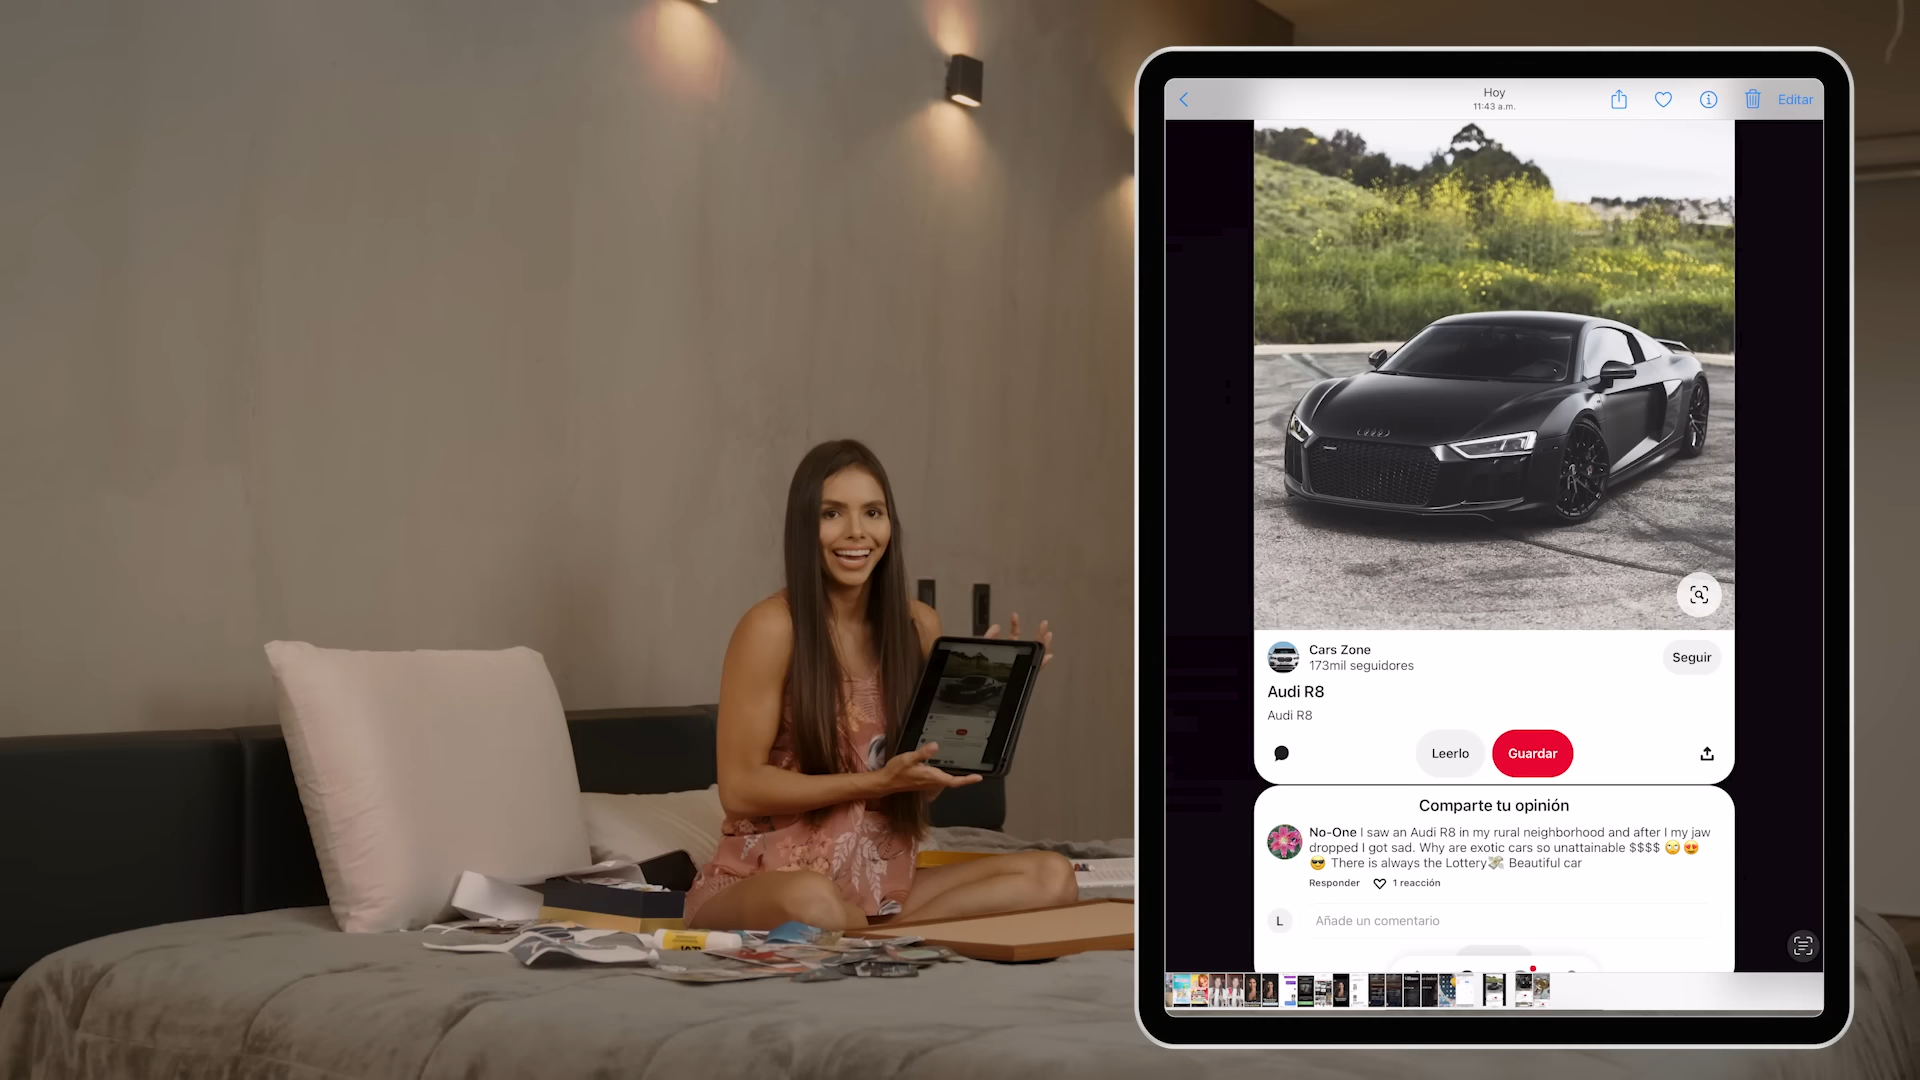 Hoy
11:43 a.m.
Editar
Cars Zone
173mil seguidores
Seguir
Audi R8
Audi R8
Leerlo
Guardar
Comparte tu opinión
No-One I saw an Audi R8 in my rural neighborhood and after I my jaw
dropped I got sad. Why are exotic cars so unattainable $$$$ 🙄 😍
😎 There is always the Lottery💸 Beautiful car
Responder
1 reacción
L
Añade un comentario